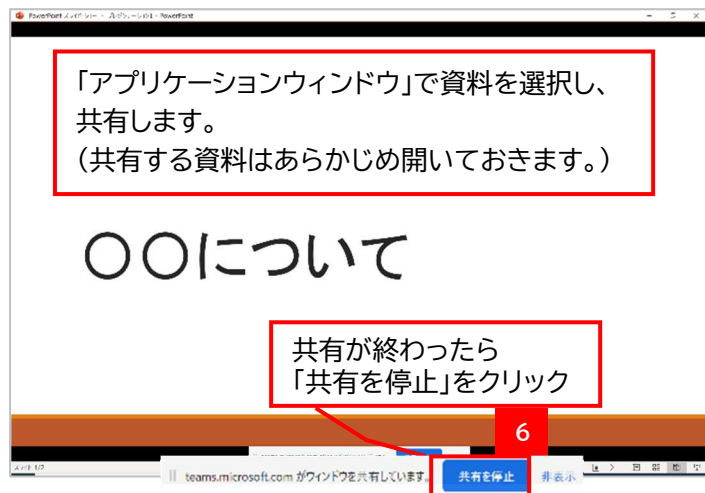 「アプリケーションウィンドウ」で資料を選択し、
共有します。
(共有する資料はあらかじめ開いておきます。)
〇〇について
共有が終わったら
「共有を停止」をクリック
6
teams.microsoft.com がウィンドウを共有しています。 共有を停止 非表示